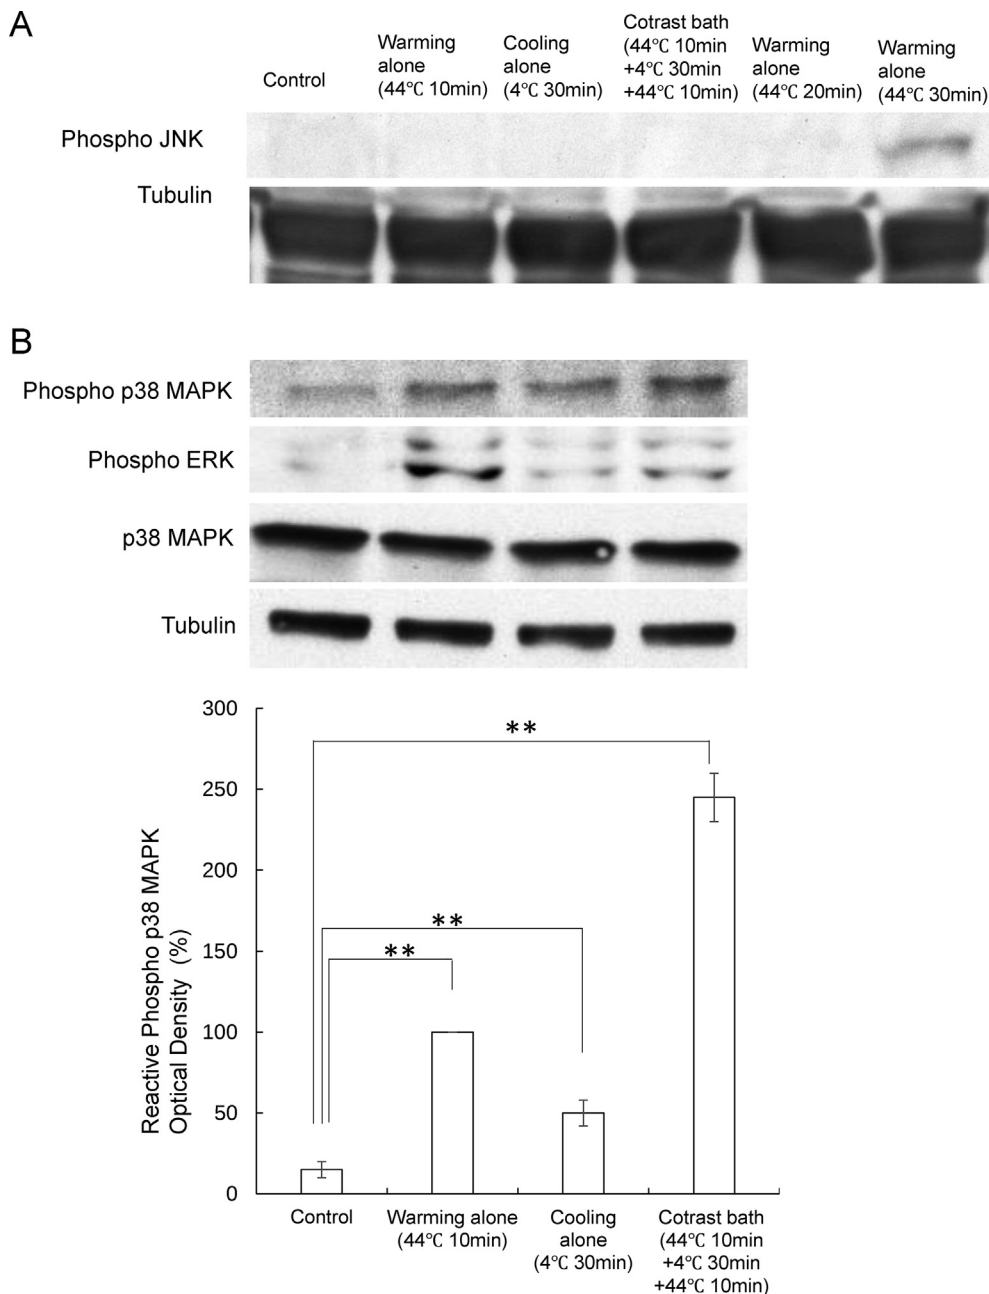 A
Control
Warming
alone
(44℃ 10min)
Cooling
alone
(4℃ 30min)
Cotrast bath
(44℃ 10min
+4℃ 30min
+44℃ 10min)
Warming
alone
(44℃ 20min)
Warming
alone
(44℃ 30min)
Phospho JNK
Tubulin
B
Phospho p38 MAPK
Phospho ERK
p38 MAPK
Tubulin
Reactive Phospho p38 MAPK
Optical Density (%)
300
250
200
150
100
50
0
**
**
**
Control
Warming alone
(44℃ 10min)
Cooling
alone
(4℃ 30min)
Cotrast bath
(44℃ 10min
+4℃ 30min
+44℃ 10min)